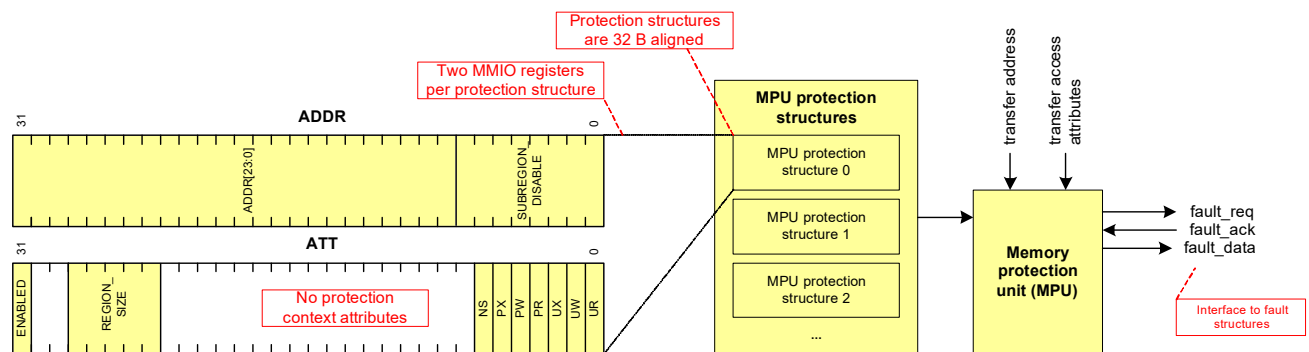 Protection structures
are 32 B aligned
Two MMIO registers
per protection structure
ADDR
31
0
ADDR[23:0]
SUBREGION_
DISABLE
ATT
31
0
ENABLED
REGION_
SIZE
No protection
context attributes
NS
PX
PW
PR
UX
UW
UR
MPU protection
structures
MPU protection
structure 0
MPU protection
structure 1
MPU protection
structure 2
...
transfer address
transfer access
attributes
Memory
protection
unit (MPU)
fault_req
fault_ack
fault_data
Interface to fault
structures